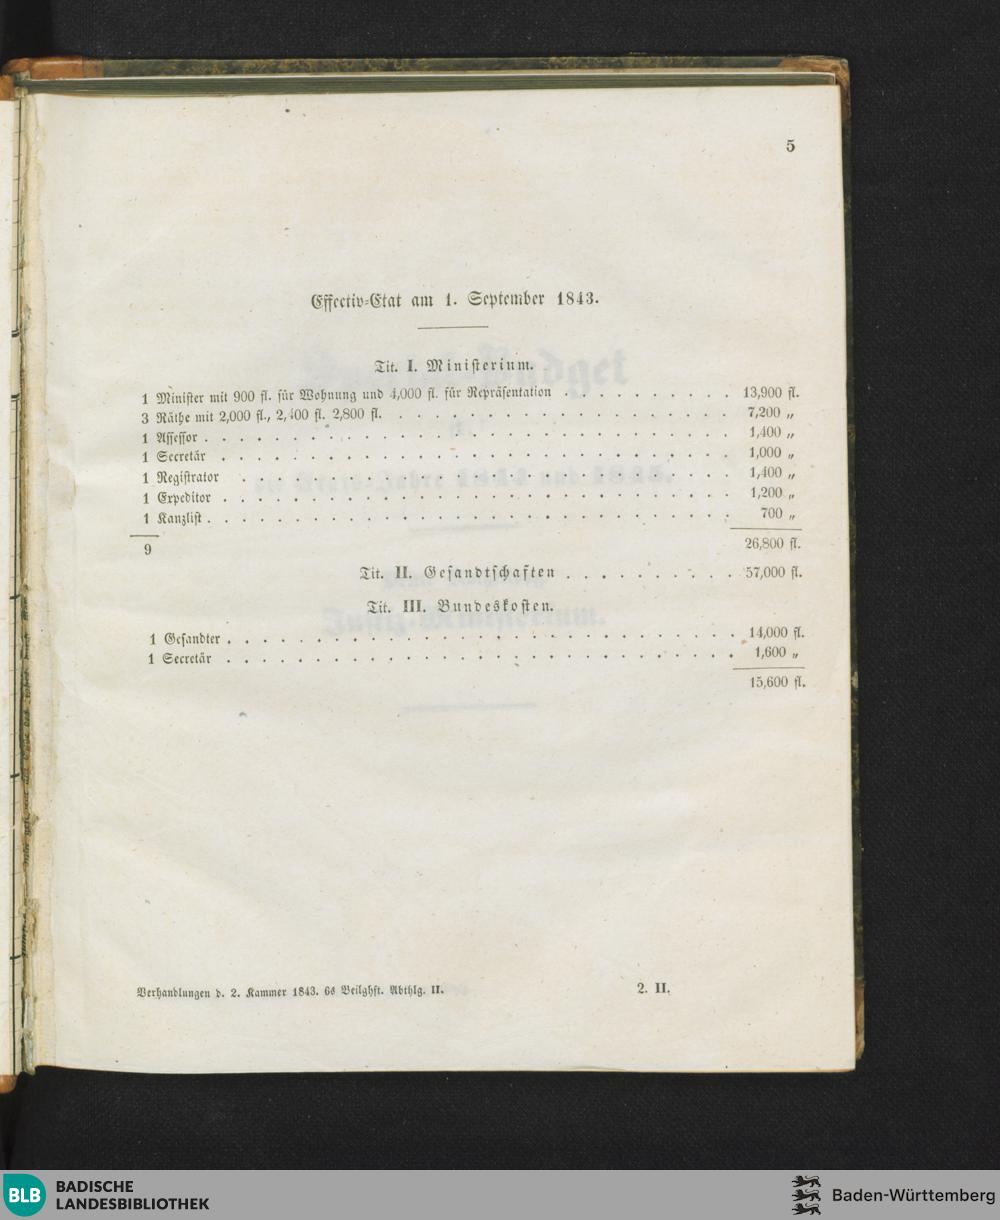 5
Effectiv-Etat am 1. September 1843.
Tit. I. Ministerium.
1 Minister mit 900 fl. für Wohnung und 4,000 fl. für Repräsentation . . . . . . . . . . 13,900 fl.
3 Räthe mit 2,000 fl., 2,400 fl. 2,800 fl. . . . . . . . . . . . . . . . . . . . 7,200 „
1 Assessor . . . . . . . . . . . . . . . . . . . . . . . . . . . . . 1,400 „
1 Secretär . . . . . . . . . . . . . . . . . . . . . . . . . . . . 1,000 „
1 Registrator . . . . . . . . . . . . . . . . . . . . . . . . . . . 1,400 „
1 Expeditor . . . . . . . . . . . . . . . . . . . . . . . . . . . . 1,200 „
1 Kanzlist . . . . . . . . . . . . . . . . . . . . . . . . . . . . . 700 „
9 26,800 fl.
Tit. II. Gesandtschaften . . . . . . . . . . 57,000 fl.
Tit. III. Bundeskosten.
1 Gesandter . . . . . . . . . . . . . . . . . . . . . . . . . . . . 14,000 fl.
1 Secretär . . . . . . . . . . . . . . . . . . . . . . . . . . . . 1,600 „
15,600 fl.
Verhandlungen d. 2. Kammer 1843. 6s Beilghft. Abthlg. II. 2. II.
BLB BADISCHE
LANDESBIBLIOTHEK
Baden-Württemberg